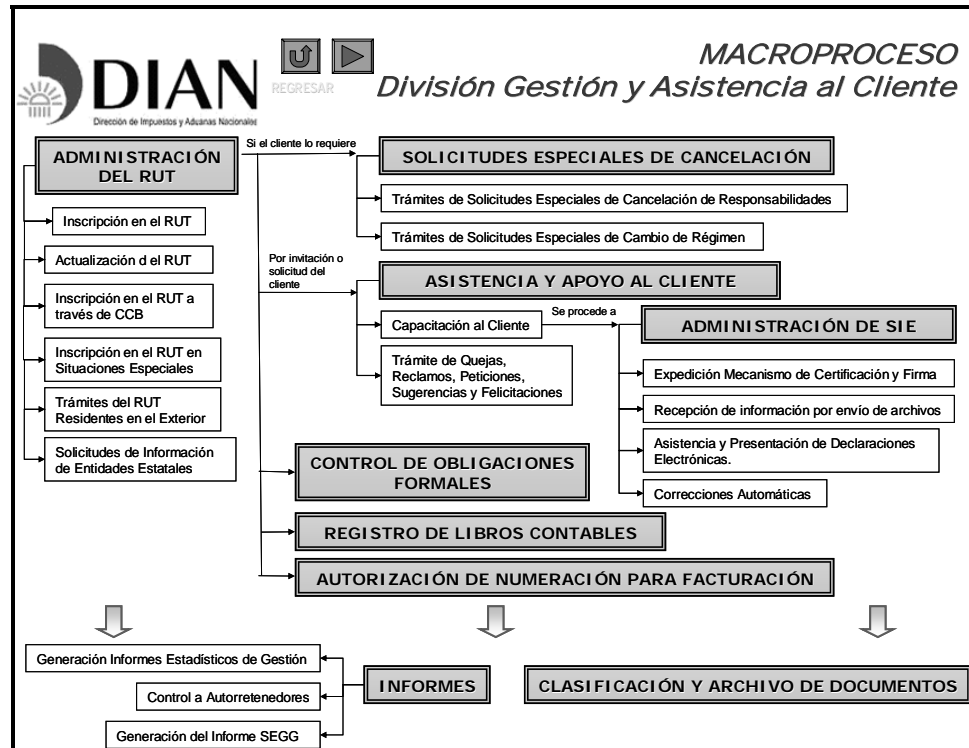 MACROPROCESO
División Gestión y Asistencia al Cliente
DIAN
Dirección de Impuestos y Aduanas Nacionales
REGRESAR
ADMINISTRACIÓN
DEL RUT
Inscripción en el RUT
Actualización d el RUT
Inscripción en el RUT a
través de CCB
Inscripción en el RUT en
Situaciones Especiales
Trámites del RUT
Residentes en el Exterior
Solicitudes de Información
de Entidades Estatales
Si el cliente lo requiere
SOLICITUDES ESPECIALES DE CANCELACIÓN
Trámites de Solicitudes Especiales de Cancelación de Responsabilidades
Trámites de Solicitudes Especiales de Cambio de Régimen
Por invitación o
solicitud del
cliente
ASISTENCIA Y APOYO AL CLIENTE
Capacitación al Cliente
Trámite de Quejas,
Reclamos, Peticiones,
Sugerencias y Felicitaciones
Se procede a
ADMINISTRACIÓN DE SIE
Expedición Mecanismo de Certificación y Firma
Recepción de información por envío de archivos
Asistencia y Presentación de Declaraciones
Electrónicas.
Correcciones Automáticas
CONTROL DE OBLIGACIONES
FORMALES
REGISTRO DE LIBROS CONTABLES
AUTORIZACIÓN DE NUMERACIÓN PARA FACTURACIÓN
Generación Informes Estadísticos de Gestión
Control a Autorretenedores
Generación del Informe SEGG
INFORMES
CLASIFICACIÓN Y ARCHIVO DE DOCUMENTOS